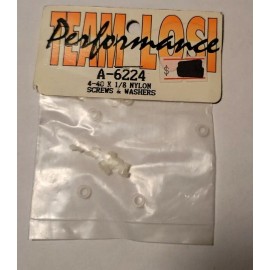 TEAM LOSI
Performance
A-6224
4-40 X 1/8 NYLON
SCREWS & WASHERS
$